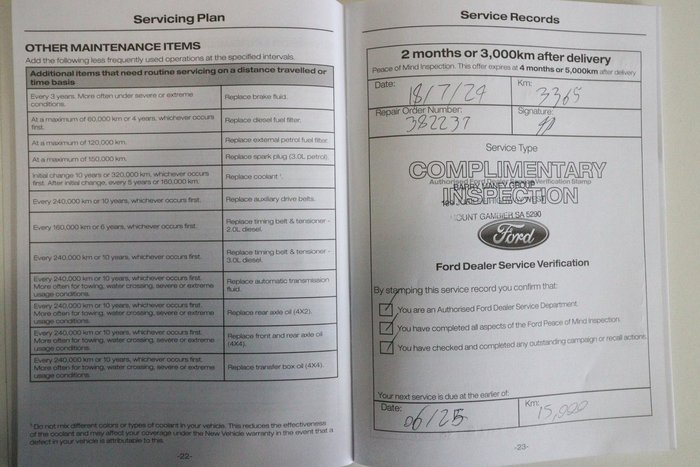 Servicing Plan
OTHER MAINTENANCE ITEMS
Add the following less frequently used operations at the specified intervals.
Additional items that need routine servicing on a distance travelled or
time basis
Every 3 years. More often under severe or extreme
conditions.
Replace brake fluid.
At a maximum of 60,000 km or 4 years, whichever occurs
first.
Replace diesel fuel filter.
At a maximum of 120,000 km.
Replace external petrol fuel filter.
At a maximum of 150,000 km.
Replace spark plug (3.0L petrol).
Initial change 10 years or 320,000 km, whichever occurs
first. After initial change, every 5 years or 160,000 km.
Replace coolant ¹.
Every 240,000 km or 10 years, whichever occurs first.
Replace auxiliary drive belts.
Every 160,000 km or 6 years, whichever occurs first.
Replace timing belt & tensioner -
2.0L diesel.
Every 240,000 km or 10 years, whichever occurs first.
Replace timing belt & tensioner -
3.0L diesel.
Every 240,000 km or 10 years, whichever occurs first.
More often for towing, water crossing, severe or extreme
usage conditions.
Replace automatic transmission
fluid.
Every 240,000 km or 10 years, whichever occurs first.
More often for towing, water crossing, severe or extreme
usage conditions.
Replace rear axle oil (4X2).
Every 240,000 km or 10 years, whichever occurs first.
More often for towing, water crossing, severe or extreme
usage conditions.
Replace front and rear axle oil
(4X4).
Every 240,000 km or 10 years, whichever occurs first.
More often for towing, water crossing, severe or extreme
usage conditions.
Replace transfer box oil (4X4).
¹ Do not mix different colors or types of coolant in your vehicle. This reduces the effectiveness
of the coolant and may affect your coverage under the New Vehicle warranty in the event that a
defect in your vehicle is attributable to this.
-22-
Service Records
2 months or 3,000km after delivery
Peace of Mind Inspection. This offer expires at 4 months or 5,000km after delivery
Date:
18/7/24
Km:
3365
Repair Order Number:
382237
Signature:
Service Type
COMPLIMENTARY
Authorised Ford Dealer Service Verification Stamp
BARRY MANEY GROUP
INSPECTION
MOUNT GAMBIER SA 5290
Ford
Ford Dealer Service Verification
By stamping this service record you confirm that:
You are an Authorised Ford Dealer Service Department.
You have completed all aspects of the Ford Peace of Mind Inspection.
You have checked and completed any outstanding campaign or recall actions.
Your next service is due at the earlier of:
Date:
06/25
Km:
15,000
-23-